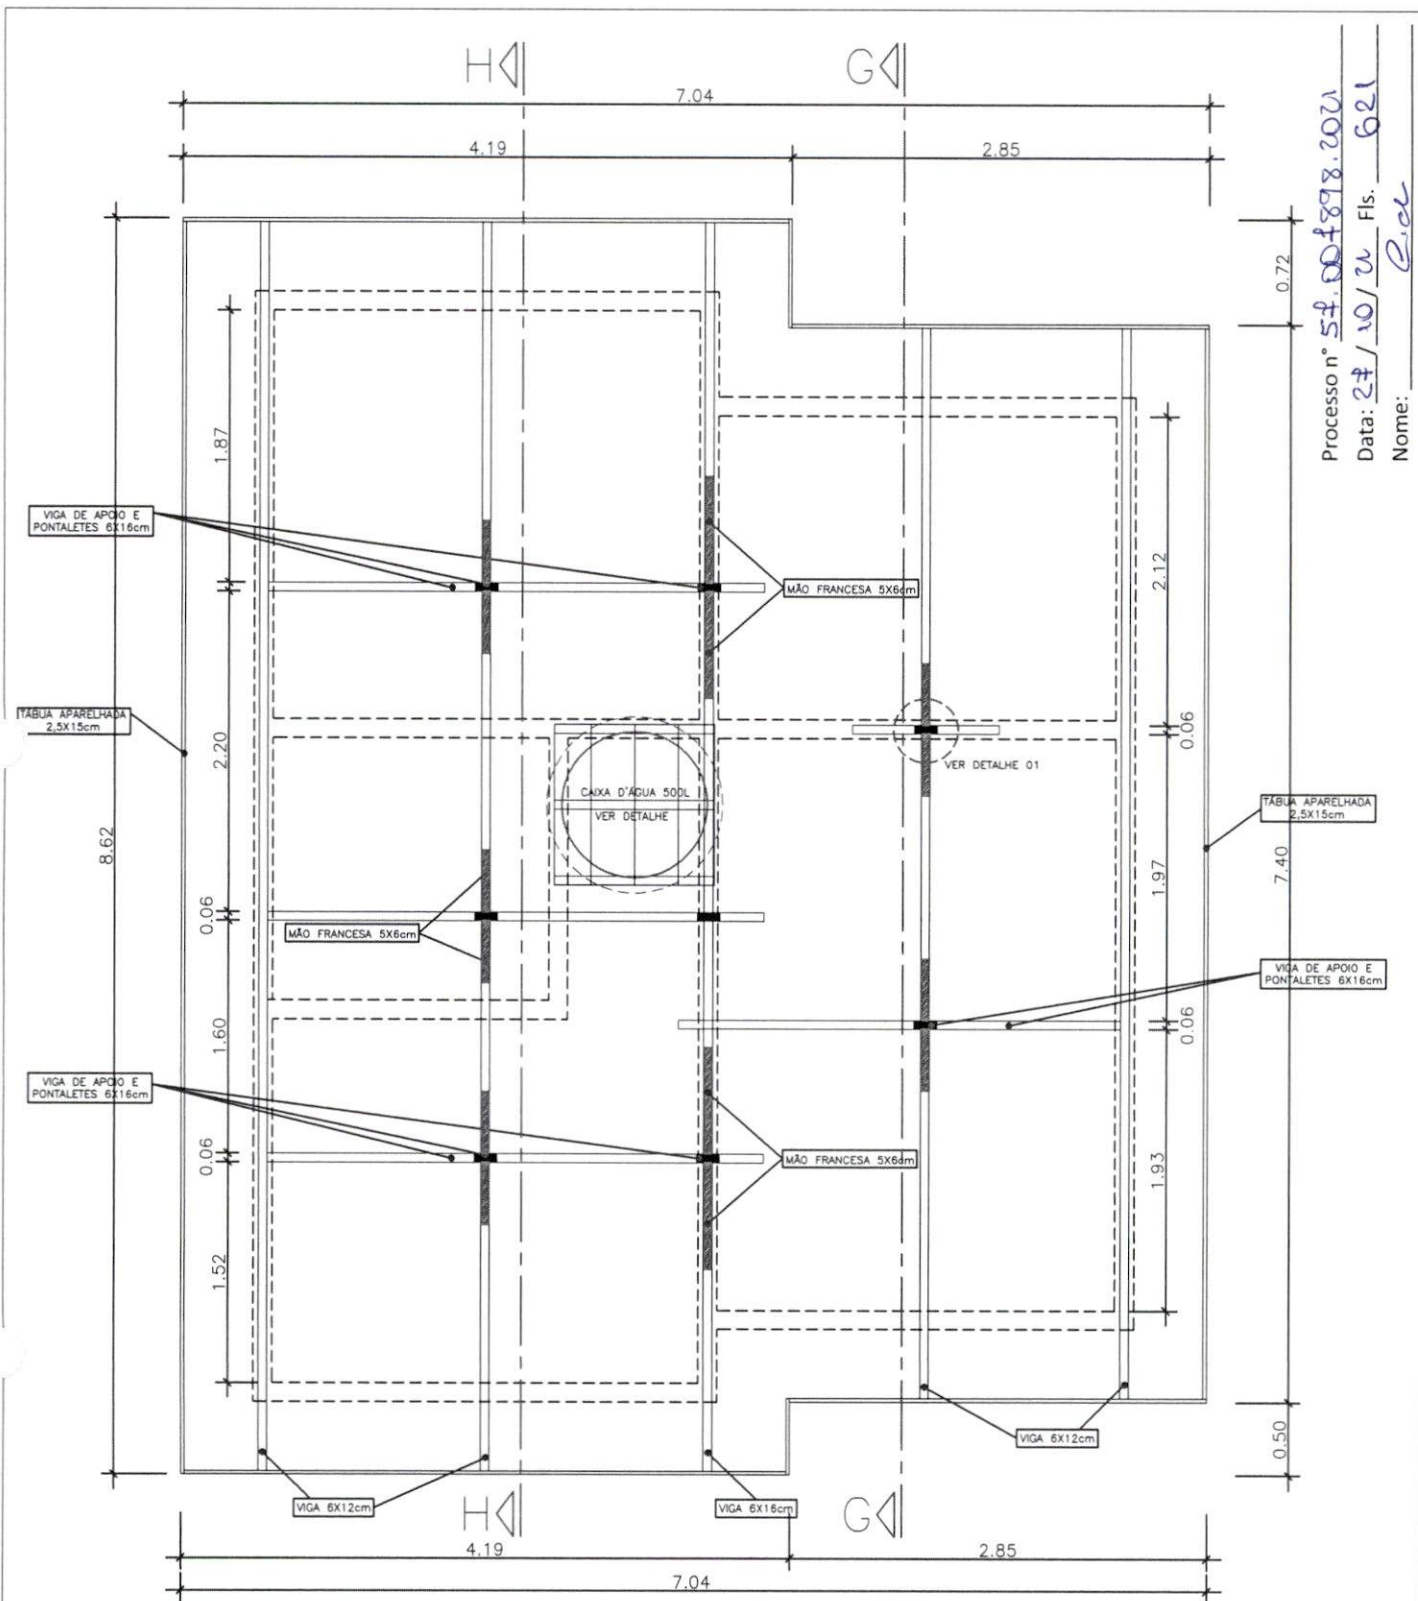 H
G
7.04
4.19
2.85
Processo n° 57.007898.2021
Data: 27/10/21 Fls. 621
Nome:
0.72
1.87
VIGA DE APOIO E
PONTALETES 6X16cm
2.12
MÃO FRANCESA 5X6cm
TÁBUA APARELHADA
2,5X15cm
2.20
0.06
VER DETALHE 01
CAIXA D'ÁGUA 500L
VER DETALHE
TÁBUA APARELHADA
2,5X15cm
8.62
7.40
1.97
0.06
MÃO FRANCESA 5X6cm
VIGA DE APOIO E
PONTALETES 6X16cm
0.06
1.60
VIGA DE APOIO E
PONTALETES 6X16cm
0.06
MÃO FRANCESA 5X6cm
1.93
1.52
0.50
VIGA 6X12cm
VIGA 6X12cm
VIGA 6X16cm
H
G
4.19
2.85
7.04